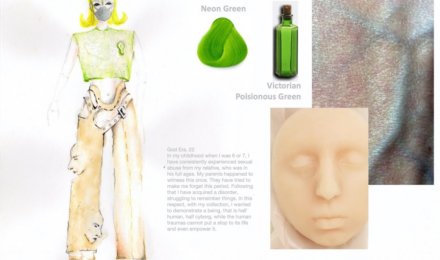 Neon Green
Victorian
Poisionous Green
God Era, 22
In my childhood when I was 6 or 7, I
have consistently experienced sexual
abuse from my relative, who was in
his full ages. My parents happened to
witness this once. They have tried to
make me forget this period. Following
that I have acquired a disorder,
struggling to remember things. In this
respect, with my collection, I wanted
to demonstrate a being, that is half
human, half cyborg, while the human
traumas cannot put a stop to its life
and even empower it.